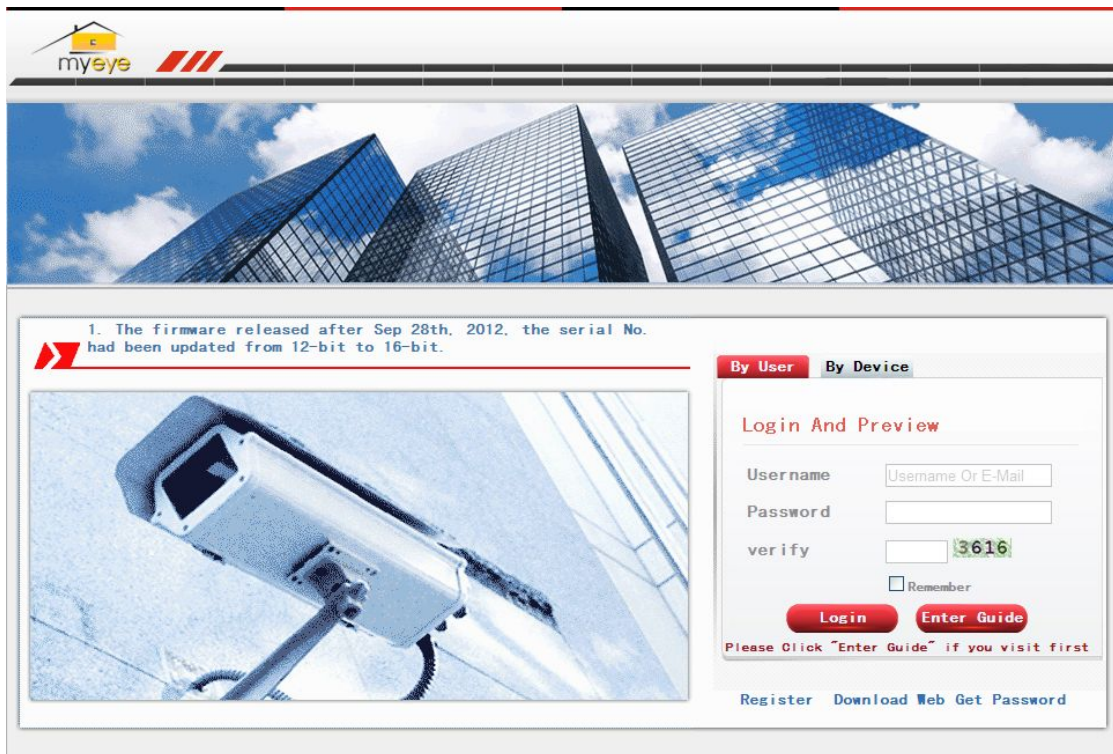 myeye
1. The firmware released after Sep 28th, 2012, the serial No.
had been updated from 12-bit to 16-bit.
By User By Device
Login And Preview
Username Username Or E-Mail
Password
verify 3616
Remember
Login Enter Guide
Please Click "Enter Guide" if you visit first
Register Download Web Get Password